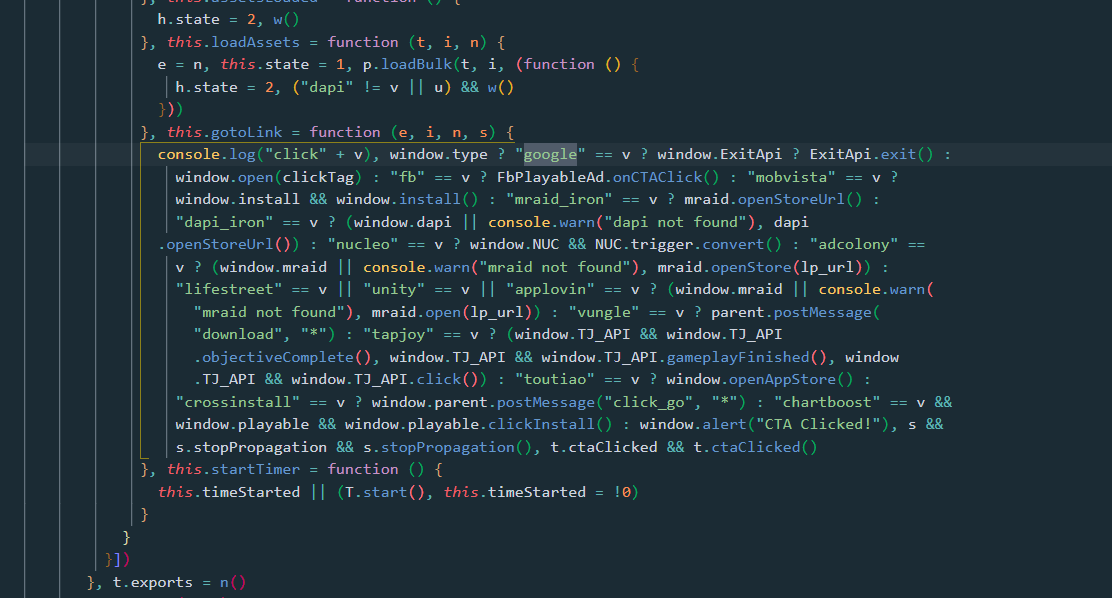 h.state = 2, w()
}, this.loadAssets = function (t, i, n) {
e = n, this.state = 1, p.loadBulk(t, i, (function () {
h.state = 2, ("dapi" != v || u) && w()
}))
}, this.gotoLink = function (e, i, n, s) {
console.log("click" + v), window.type ? "google" == v ? window.ExitApi ? ExitApi.exit() :
window.open(clickTag) : "fb" == v ? FbPlayableAd.onCTAClick() : "mobvista" == v ?
window.install && window.install() : "mraid_iron" == v ? mraid.openStoreUrl() :
"dapi_iron" == v ? (window.dapi || console.warn("dapi not found"), dapi
.openStoreUrl()) : "nucleo" == v ? window.NUC && NUC.trigger.convert() : "adcolony" ==
v ? (window.mraid || console.warn("mraid not found"), mraid.openStore(lp_url)) :
"lifestreet" == v || "unity" == v || "applovin" == v ? (window.mraid || console.warn(
"mraid not found"), mraid.open(lp_url)) : "vungle" == v ? parent.postMessage(
"download", "*") : "tapjoy" == v ? (window.TJ_API && window.TJ_API
.objectiveComplete(), window.TJ_API && window.TJ_API.gameplayFinished(), window
.TJ_API && window.TJ_API.click()) : "toutiao" == v ? window.openAppStore() :
"crossinstall" == v ? window.parent.postMessage("click_go", "*") : "chartboost" == v &&
window.playable && window.playable.clickInstall() : window.alert("CTA Clicked!"), s &&
s.stopPropagation && s.stopPropagation(), t.ctaClicked && t.ctaClicked()
}, this.startTimer = function () {
this.timeStarted || (T.start(), this.timeStarted = !0)
}
}
}])
}, t.exports = n()